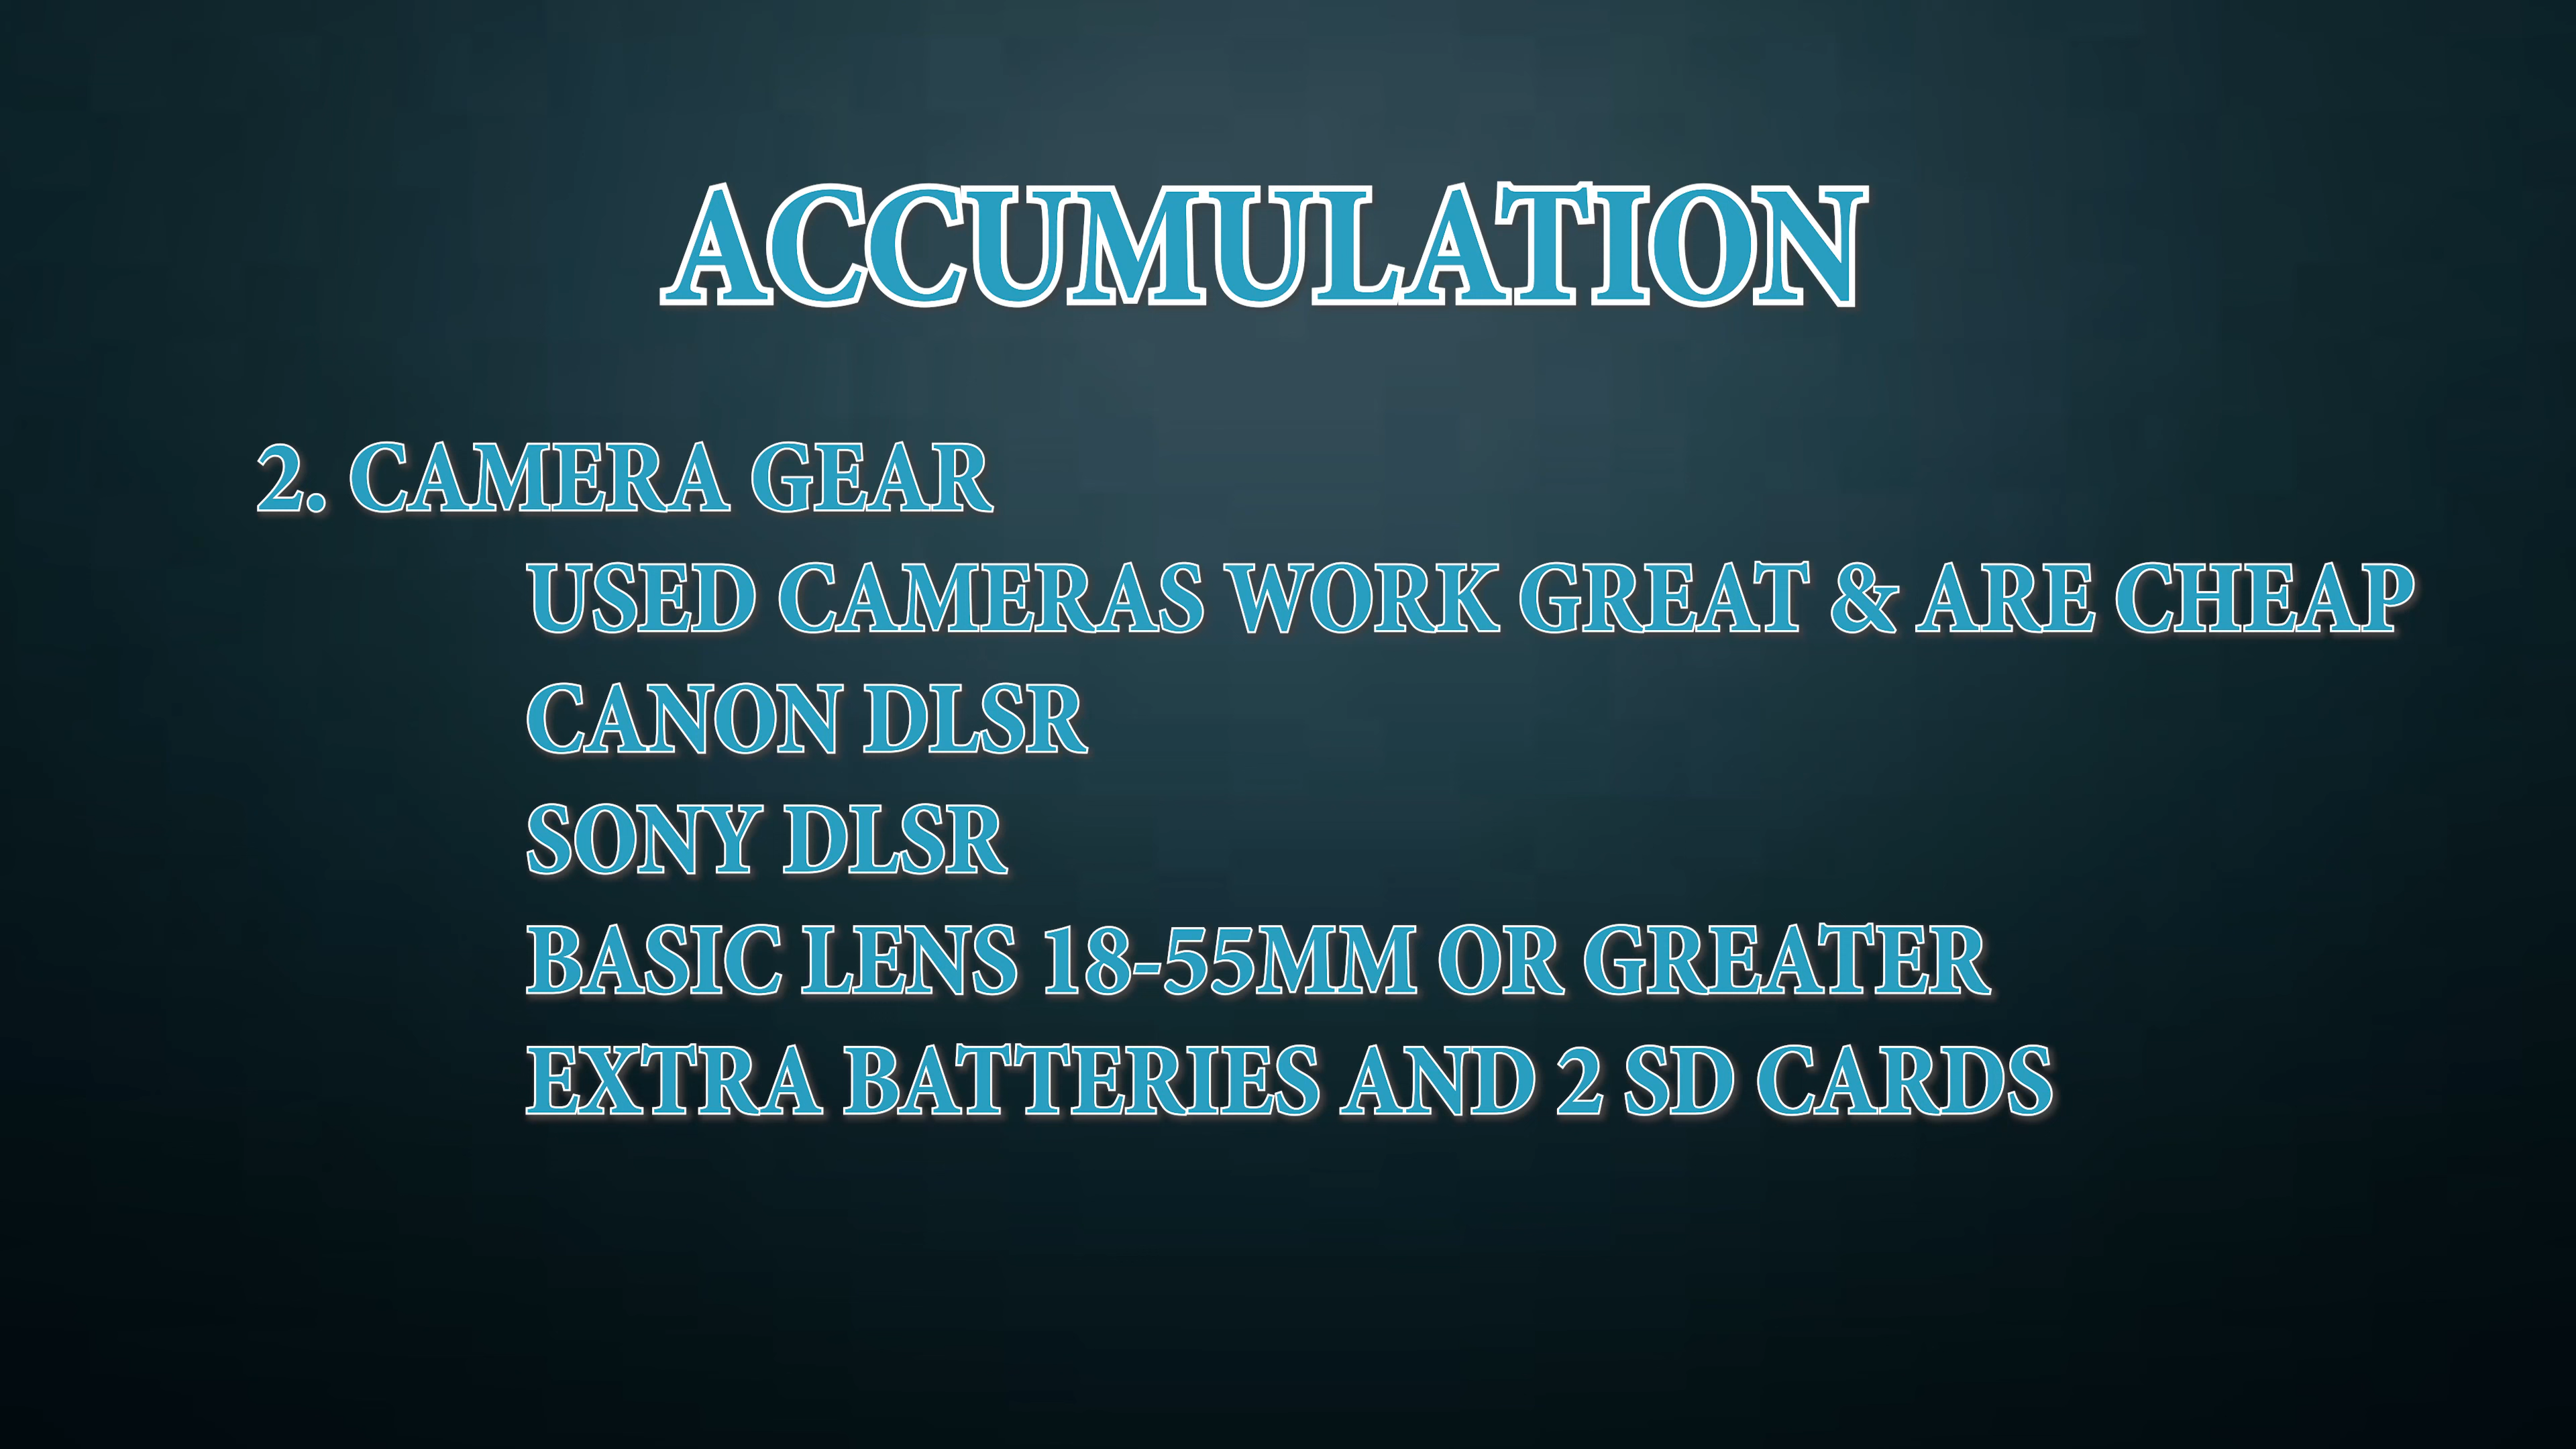 ACCUMULATION
2. CAMERA GEAR
USED CAMERAS WORK GREAT & ARE CHEAP
CANON DLSR
SONY DLSR
BASIC LENS 18-55MM OR GREATER
EXTRA BATTERIES AND 2 SD CARDS